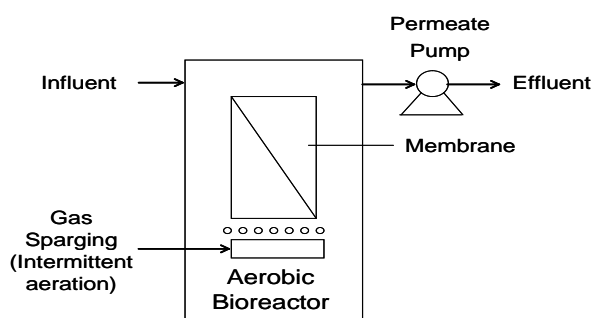 Permeate
Pump
Influent
Effluent
Membrane
Gas
Sparging
(Intermittent
aeration)
Aerobic
Bioreactor